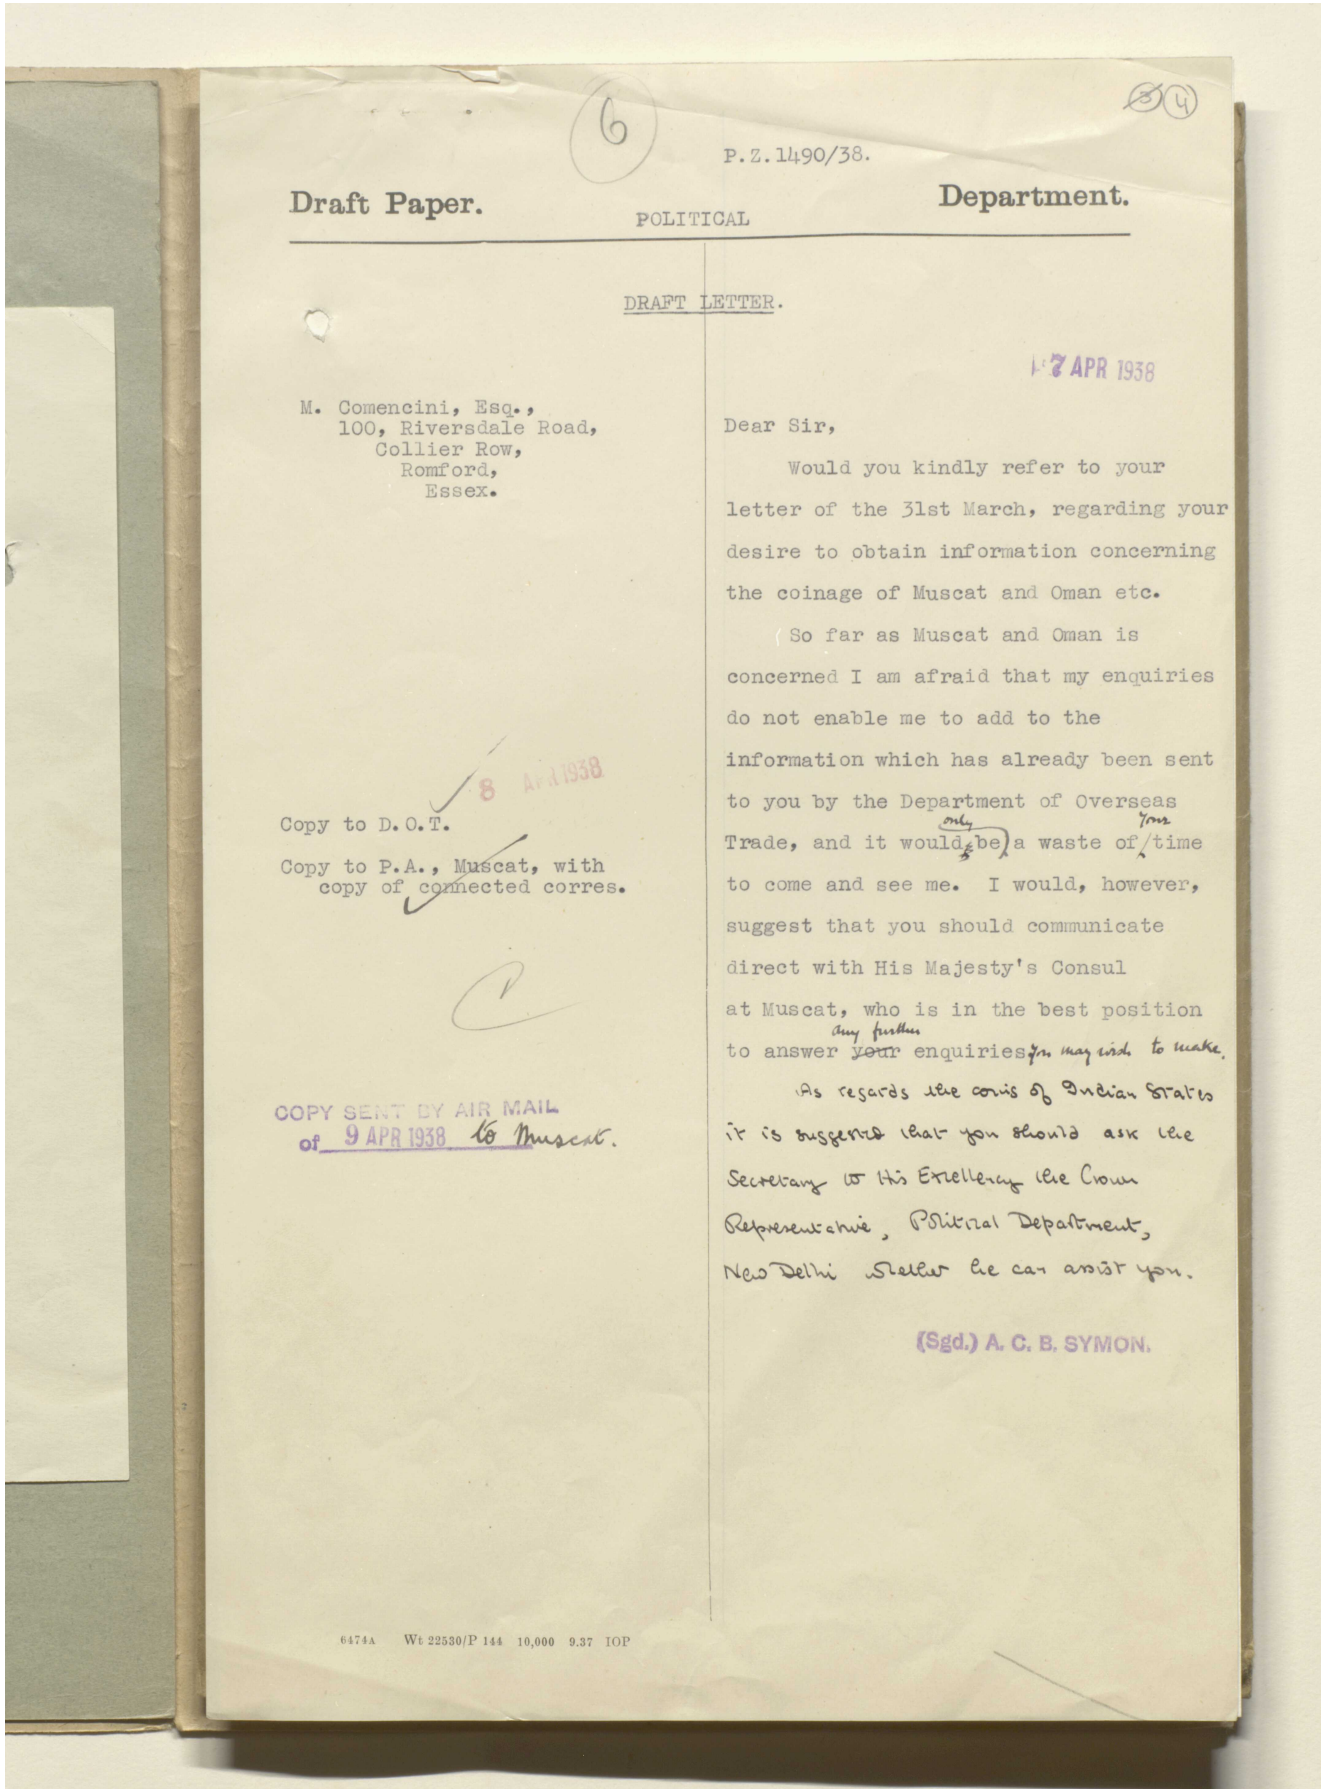 6
3 4
P.Z.1490/38.
Draft Paper.
Department.
POLITICAL
DRAFT LETTER.
7 APR 1938
M. Comencini, Esq.,
100, Riversdale Road,
Collier Row,
Romford,
Essex.
8 APR 1938
Copy to D.O.T.
Copy to P.A., Muscat, with
copy of connected corres.
COPY SENT BY AIR MAIL
of 9 APR 1938 to Muscat.
Dear Sir,
Would you kindly refer to your
letter of the 31st March, regarding your
desire to obtain information concerning
the coinage of Muscat and Oman etc.
So far as Muscat and Oman is
concerned I am afraid that my enquiries
do not enable me to add to the
information which has already been sent
to you by the Department of Overseas
only your
Trade, and it would be a waste of time
to come and see me. I would, however,
suggest that you should communicate
direct with His Majesty's Consul
at Muscat, who is in the best position
any further
to answer your enquiries you may wish to make.
As regards the coins of Indian States
it is suggested that you should ask the
Secretary to His Excellency the Crown
Representative, Political Department,
New Delhi whether he can assist you.
(Sgd.) A. C. B. SYMON.
6474A Wt 22530/P 144 10,000 9.37 IOP